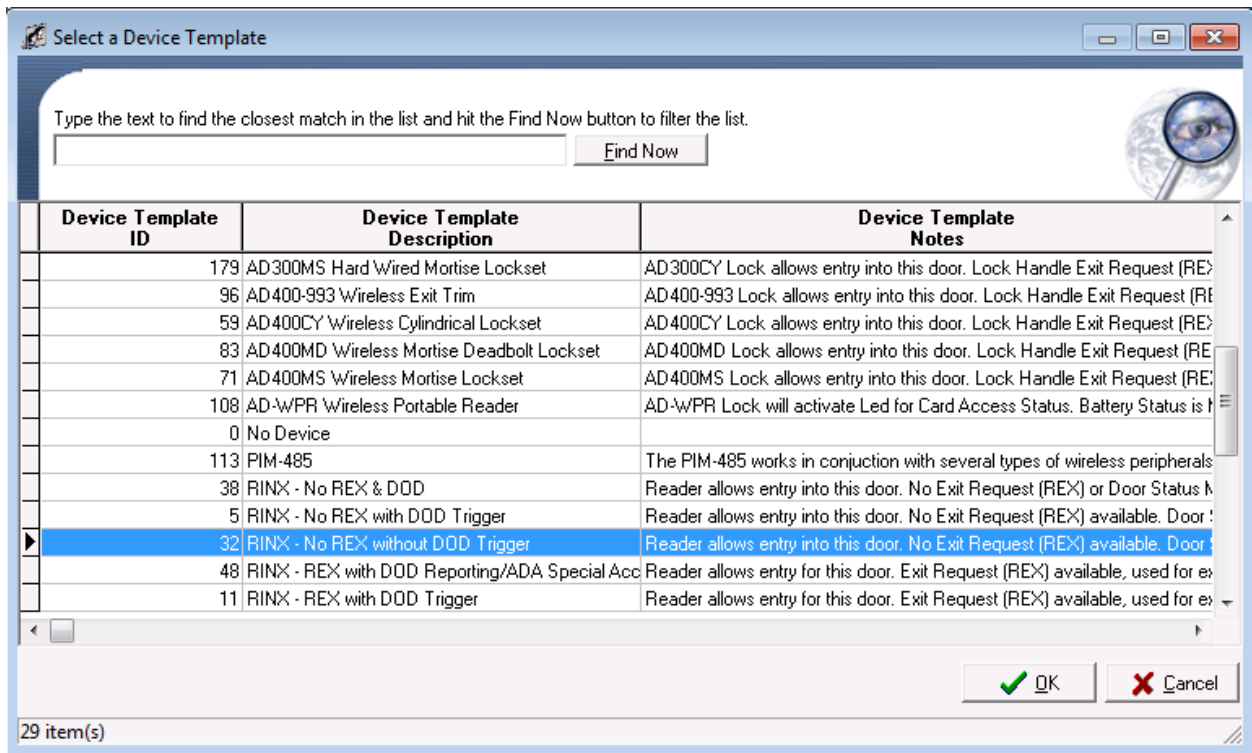 Select a Device Template
Type the text to find the closest match in the list and hit the Find Now button to filter the list.
Find Now
Device Template ID Device Template Description Device Template Notes
179 AD300MS Hard Wired Mortise Lockset AD300CY Lock allows entry into this door. Lock Handle Exit Request (REX
96 AD400-993 Wireless Exit Trim AD400-993 Lock allows entry into this door. Lock Handle Exit Request (RE
59 AD400CY Wireless Cylindrical Lockset AD400CY Lock allows entry into this door. Lock Handle Exit Request (REX
83 AD400MD Wireless Mortise Deadbolt Lockset AD400MD Lock allows entry into this door. Lock Handle Exit Request (RE
71 AD400MS Wireless Mortise Lockset AD400MS Lock allows entry into this door. Lock Handle Exit Request (RE
108 AD-WPR Wireless Portable Reader AD-WPR Lock will activate Led for Card Access Status. Battery Status is
0 No Device
113 PIM-485 The PIM-485 works in conjuction with several types of wireless peripherals
38 RINX - No REX & DOD Reader allows entry into this door. No Exit Request (REX) or Door Status
5 RINX - No REX with DOD Trigger Reader allows entry into this door. No Exit Request (REX) available. Door
32 RINX - No REX without DOD Trigger Reader allows entry into this door. No Exit Request (REX) available. Door
48 RINX - REX with DOD Reporting/ADA Special Acc Reader allows entry for this door. Exit Request (REX) available, used for ex
11 RINX - REX with DOD Trigger Reader allows entry for this door. Exit Request (REX) available, used for ex
OK Cancel
29 item(s)